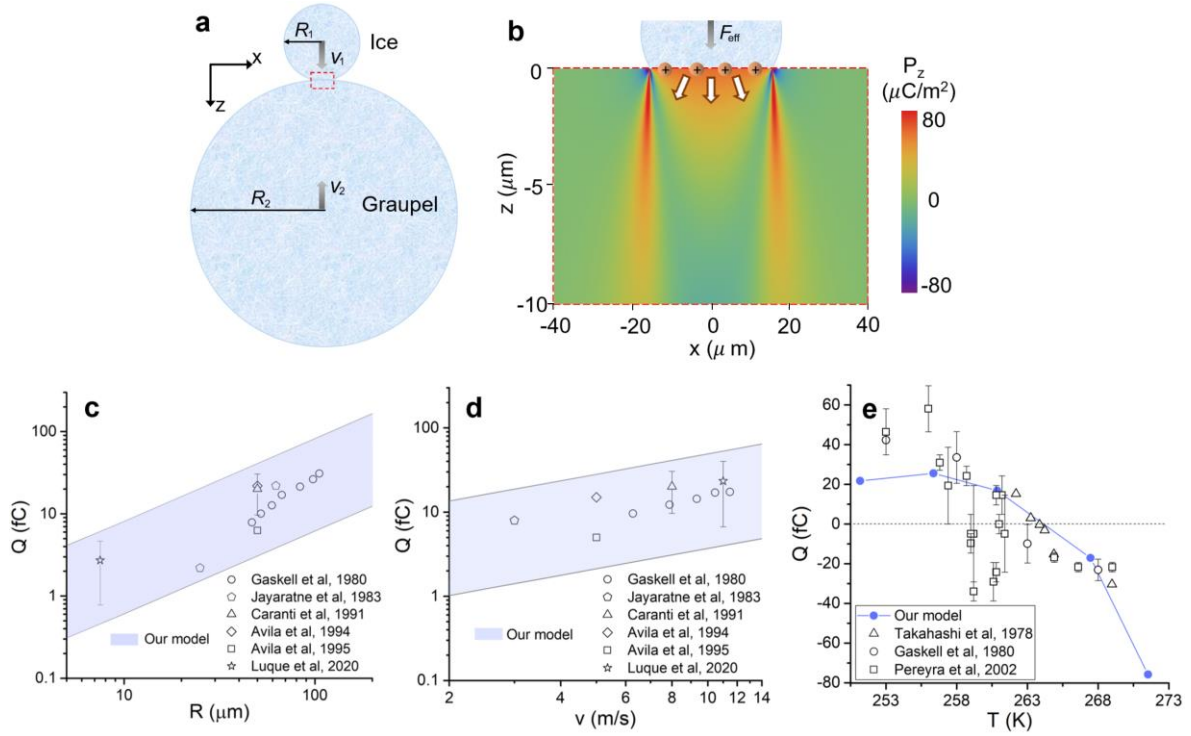 a
R1
Ice
x
v1
z
v2
R2
Graupel
b
Feff
Pz
(μC/m²)
80
0
-80
0
-5
-10
z (μm)
+ + + +
-40 -20 0 20 40
x (μ m)
c
100
10
1
0.1
Q (fC)
Gaskell et al, 1980
Jayaratne et al, 1983
Caranti et al, 1991
Avila et al, 1994
Our model
Avila et al, 1995
Luque et al, 2020
10 100
R (μm)
d
100
10
1
0.1
Q (fC)
Gaskell et al, 1980
Jayaratne et al, 1983
Caranti et al, 1991
Avila et al, 1994
Our model
Avila et al, 1995
Luque et al, 2020
2 4 6 8 10 12 14
v (m/s)
e
80
60
40
20
0
-20
-40
-60
-80
Q (fC)
Our model
Takahashi et al, 1978
Gaskell et al, 1980
Pereyra et al, 2002
253 258 263 268 273
T (K)